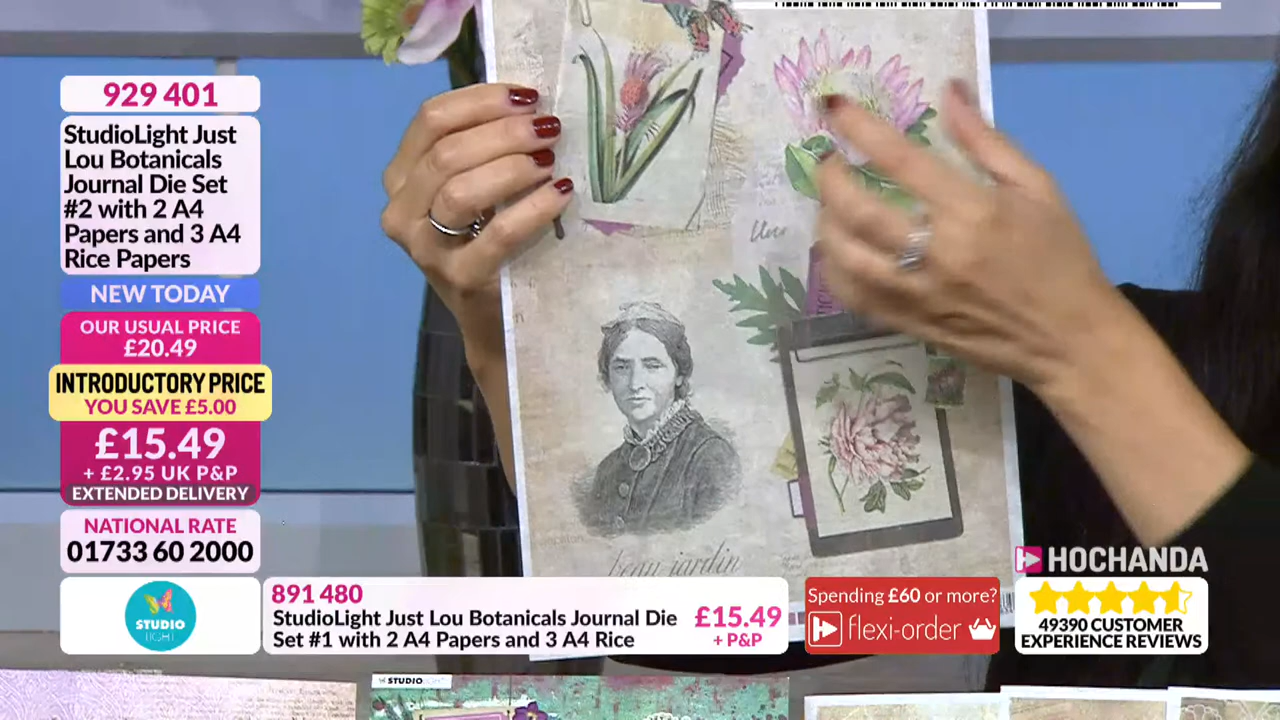 929 401
StudioLight Just
Lou Botanicals
Journal Die Set
#2 with 2 A4
Papers and 3 A4
Rice Papers
NEW TODAY
OUR USUAL PRICE
£20.49
INTRODUCTORY PRICE
YOU SAVE £5.00
£15.49
+ £2.95 UK P&P
EXTENDED DELIVERY
NATIONAL RATE
01733 60 2000
beau jardin
HOCHANDA
STUDIO
LIGHT
891 480
StudioLight Just Lou Botanicals Journal Die
Set #1 with 2 A4 Papers and 3 A4 Rice
£15.49
+ P&P
Spending £60 or more?
flexi-order
49390 CUSTOMER
EXPERIENCE REVIEWS
STUDIOLIGHT